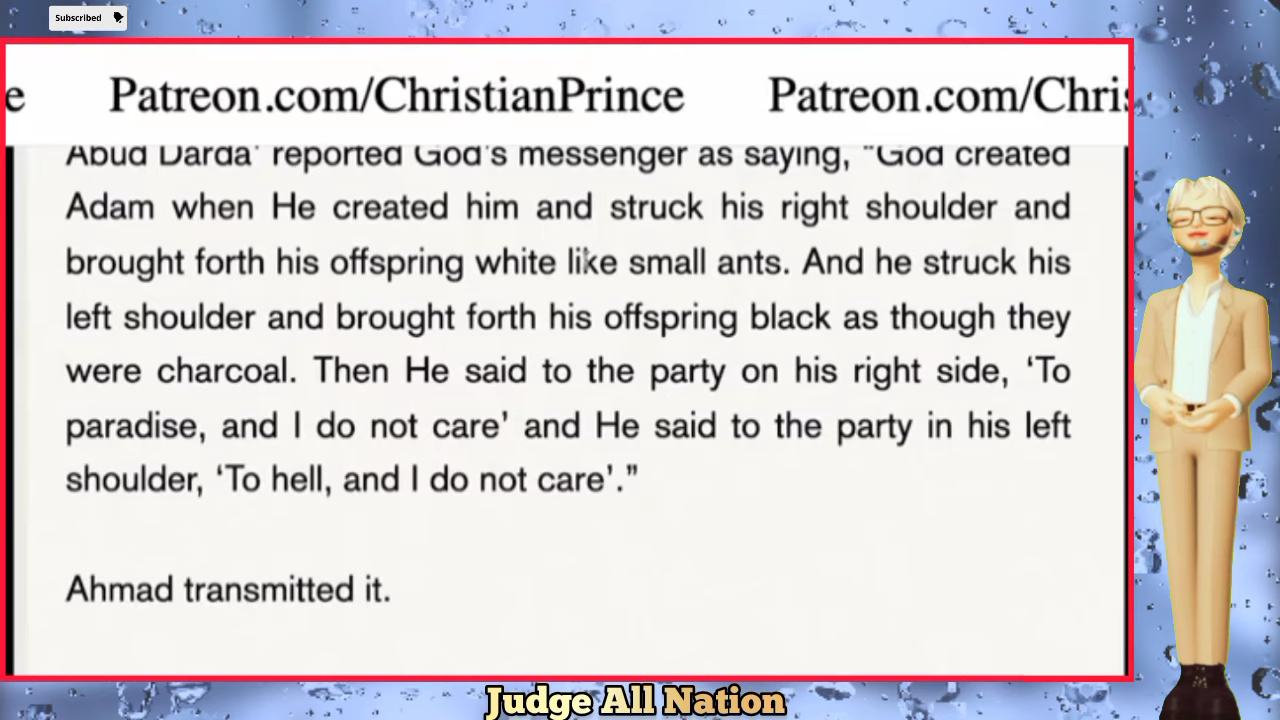 Subscribed
e Patreon.com/ChristianPrince Patreon.com/Chris
Abud Darda' reported God's messenger as saying, "God created
Adam when He created him and struck his right shoulder and
brought forth his offspring white like small ants. And he struck his
left shoulder and brought forth his offspring black as though they
were charcoal. Then He said to the party on his right side, ‘To
paradise, and I do not care’ and He said to the party in his left
shoulder, ‘To hell, and I do not care’.”
Ahmad transmitted it.
Judge All Nation